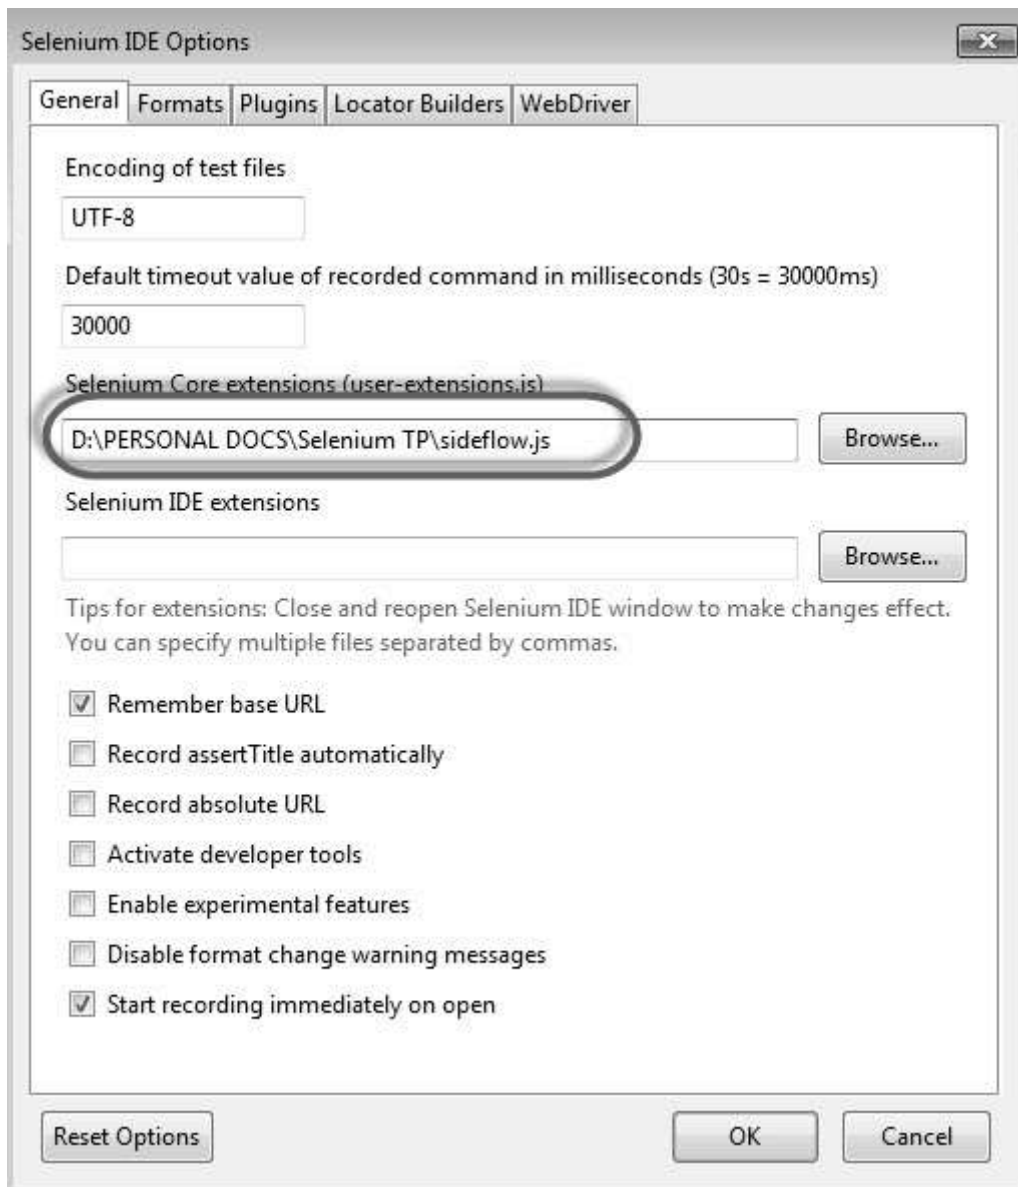 Selenium IDE Options
General Formats Plugins Locator Builders WebDriver
Encoding of test files
UTF-8
Default timeout value of recorded command in milliseconds (30s = 30000ms)
30000
Selenium Core extensions (user-extensions.js)
D:\PERSONAL DOCS\Selenium TP\sideflow.js Browse...
Selenium IDE extensions
Browse...
Tips for extensions: Close and reopen Selenium IDE window to make changes effect.
You can specify multiple files separated by commas.
Remember base URL
Record assertTitle automatically
Record absolute URL
Activate developer tools
Enable experimental features
Disable format change warning messages
Start recording immediately on open
Reset Options OK Cancel